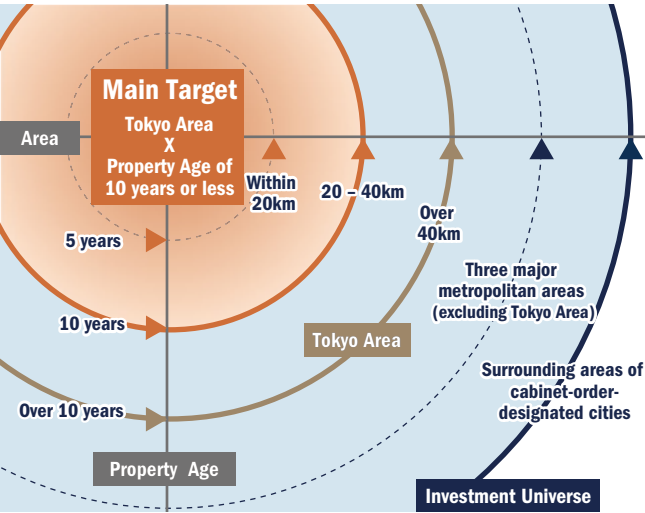 Main Target
Tokyo Area
X
Property Age of
10 years or less
Area
Within
20km
20 – 40km
Over
40km
5 years
Three major
metropolitan areas
(excluding Tokyo Area)
10 years
Tokyo Area
Surrounding areas of
cabinet-order-
designated cities
Over 10 years
Property Age
Investment Universe